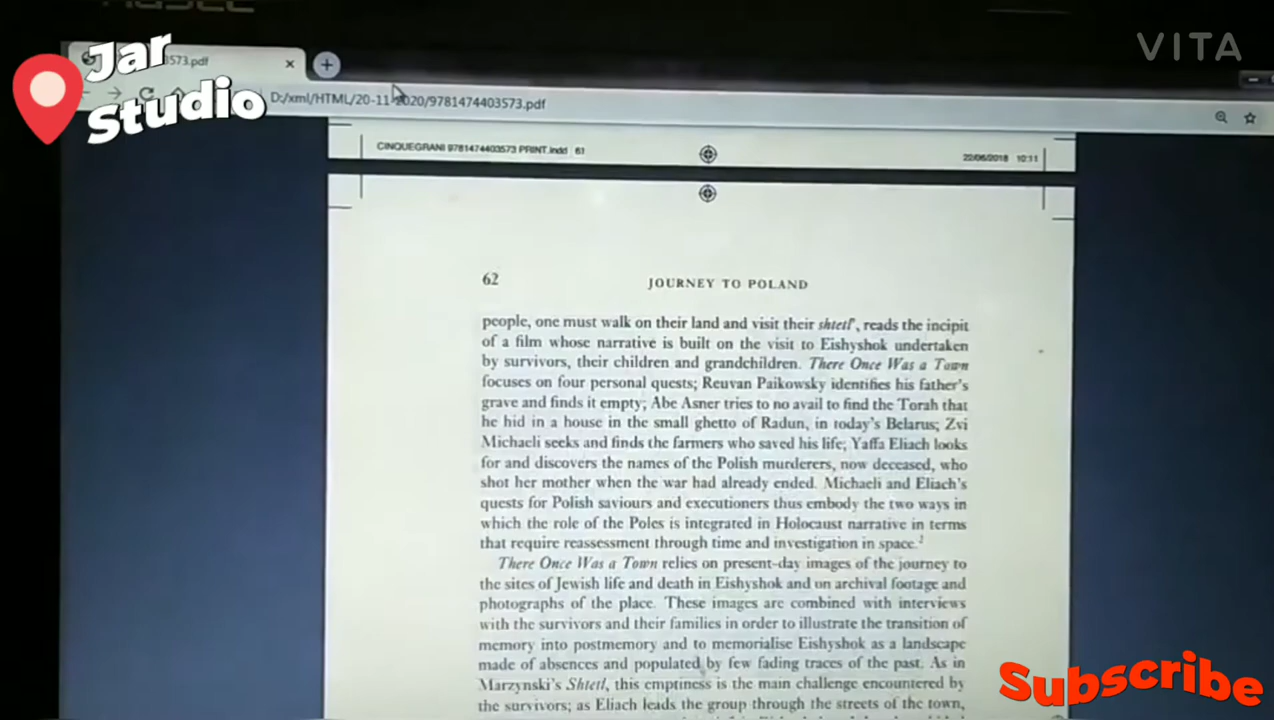 VITA
Jar
Studio
3573.pdf
D:/xml/HTML/20-11-2020/9781474403573.pdf
CINQUEGRANI 9781474403573 PRINT.indd 61
22/06/2018 10:11
62
JOURNEY TO POLAND
people, one must walk on their land and visit their shtetl', reads the incipit
of a film whose narrative is built on the visit to Eishyshok undertaken
by survivors, their children and grandchildren. There Once Was a Town
focuses on four personal quests; Reuvan Paikowsky identifies his father's
grave and finds it empty; Abe Asner tries to no avail to find the Torah that
he hid in a house in the small ghetto of Radun, in today's Belarus; Zvi
Michaeli seeks and finds the farmers who saved his life; Yaffa Eliach looks
for and discovers the names of the Polish murderers, now deceased, who
shot her mother when the war had already ended. Michaeli and Eliach's
quests for Polish saviours and executioners thus embody the two ways in
which the role of the Poles is integrated in Holocaust narrative in terms
that require reassessment through time and investigation in space.²
There Once Was a Town relies on present-day images of the journey to
the sites of Jewish life and death in Eishyshok and on archival footage and
photographs of the place. These images are combined with interviews
with the survivors and their families in order to illustrate the transition of
memory into postmemory and to memorialise Eishyshok as a landscape
made of absences and populated by few fading traces of the past. As in
Marzynski's Shtetl, this emptiness is the main challenge encountered by
the survivors; as Eliach leads the group through the streets of the town,
Subscribe